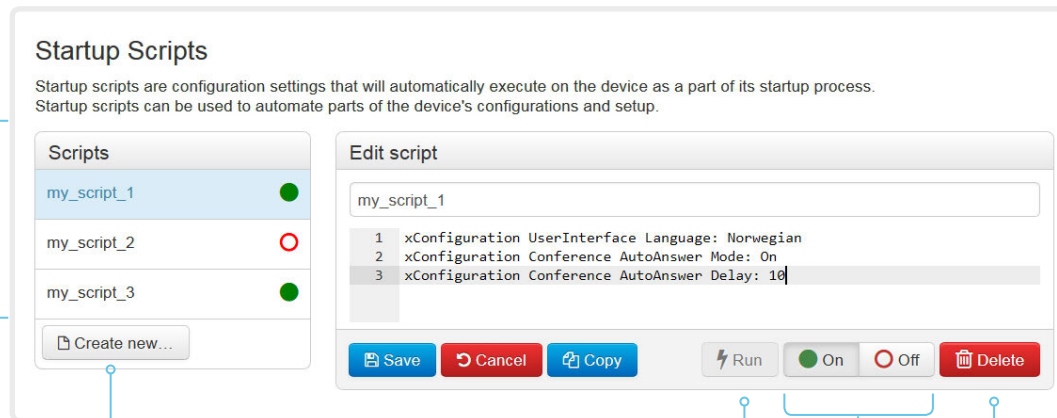 Startup Scripts
Startup scripts are configuration settings that will automatically execute on the device as a part of its startup process.
Startup scripts can be used to automate parts of the device's configurations and setup.
Scripts
my_script_1
my_script_2
my_script_3
Create new...
Edit script
my_script_1
1 xConfiguration UserInterface Language: Norwegian
2 xConfiguration Conference AutoAnswer Mode: On
3 xConfiguration Conference AutoAnswer Delay: 10
Save Cancel Copy Run On Off Delete